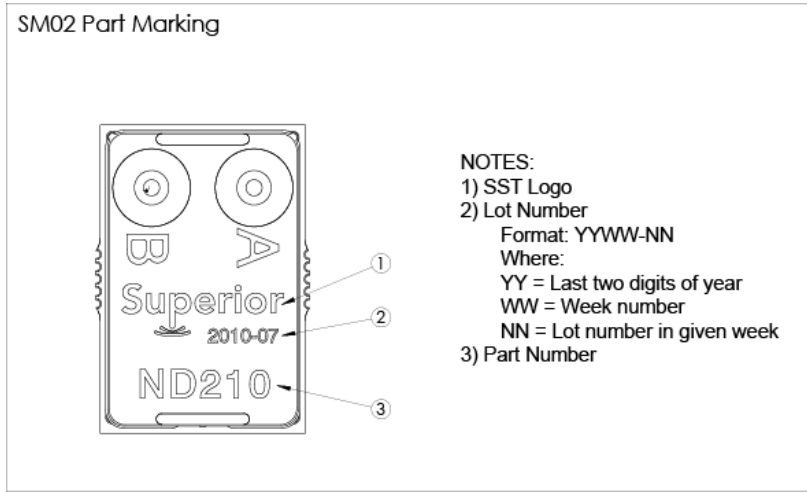 SM02 Part Marking
B A
Superior
2010-07
ND210
1
2
3
NOTES:
1) SST Logo
2) Lot Number
Format: YYWW-NN
Where:
YY = Last two digits of year
WW = Week number
NN = Lot number in given week
3) Part Number